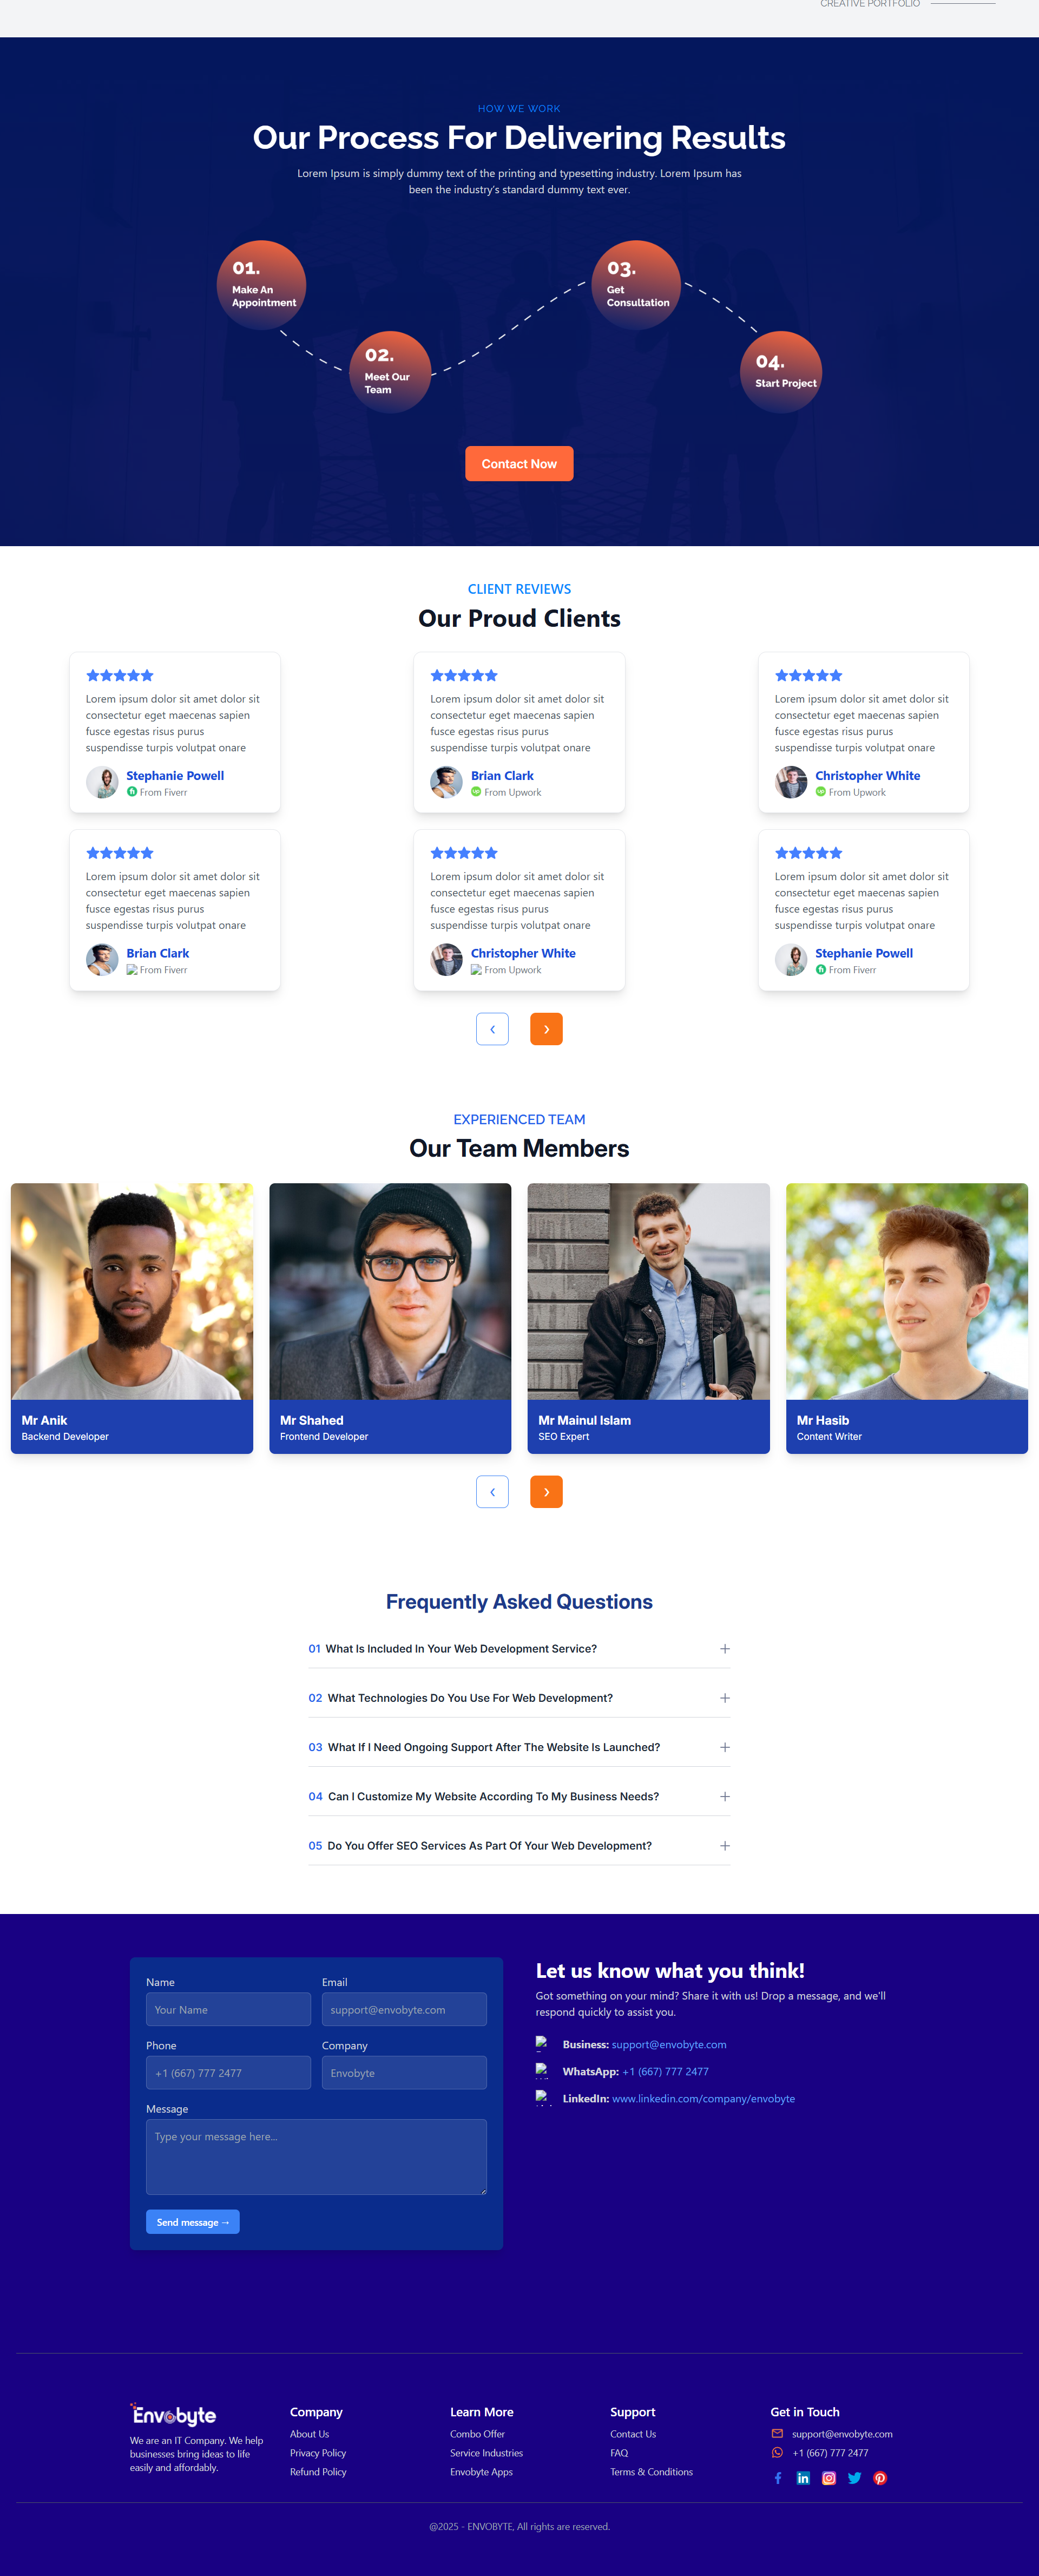 CREATIVE PORTFOLIO
HOW WE WORK
Our Process For Delivering Results
Lorem Ipsum is simply dummy text of the printing and typesetting industry. Lorem Ipsum has
been the industry's standard dummy text ever.
01.
Make An
Appointment
02.
Meet Our
Team
03.
Get
Consultation
04.
Start Project
Contact Now
CLIENT REVIEWS
Our Proud Clients
Lorem ipsum dolor sit amet dolor sit
consectetur eget maecenas sapien
fusce egestas risus purus
suspendisse turpis volutpat onare
Stephanie Powell
From Fiverr
Lorem ipsum dolor sit amet dolor sit
consectetur eget maecenas sapien
fusce egestas risus purus
suspendisse turpis volutpat onare
Brian Clark
up
From Upwork
Lorem ipsum dolor sit amet dolor sit
consectetur eget maecenas sapien
fusce egestas risus purus
suspendisse turpis volutpat onare
Christopher White
up
From Upwork
Lorem ipsum dolor sit amet dolor sit
consectetur eget maecenas sapien
fusce egestas risus purus
suspendisse turpis volutpat onare
Brian Clark
From Fiverr
Lorem ipsum dolor sit amet dolor sit
consectetur eget maecenas sapien
fusce egestas risus purus
suspendisse turpis volutpat onare
Christopher White
From Upwork
Lorem ipsum dolor sit amet dolor sit
consectetur eget maecenas sapien
fusce egestas risus purus
suspendisse turpis volutpat onare
Stephanie Powell
From Fiverr
EXPERIENCED TEAM
Our Team Members
Mr Anik
Backend Developer
Mr Shahed
Frontend Developer
Mr Mainul Islam
SEO Expert
Mr Hasib
Content Writer
Frequently Asked Questions
01 What Is Included In Your Web Development Service?
02 What Technologies Do You Use For Web Development?
03 What If I Need Ongoing Support After The Website Is Launched?
04 Can I Customize My Website According To My Business Needs?
05 Do You Offer SEO Services As Part Of Your Web Development?
Name
Your Name
Email
support@envobyte.com
Phone
+1 (667) 777 2477
Company
Envobyte
Message
Type your message here...
Send message →
Let us know what you think!
Got something on your mind? Share it with us! Drop a message, and we'll
respond quickly to assist you.
Business: support@envobyte.com
WhatsApp: +1 (667) 777 2477
LinkedIn: www.linkedin.com/company/envobyte
Envobyte
We are an IT Company. We help
businesses bring ideas to life
easily and affordably.
Company
About Us
Privacy Policy
Refund Policy
Learn More
Combo Offer
Service Industries
Envobyte Apps
Support
Contact Us
FAQ
Terms & Conditions
Get in Touch
support@envobyte.com
+1 (667) 777 2477
@2025 - ENVOBYTE, All rights are reserved.